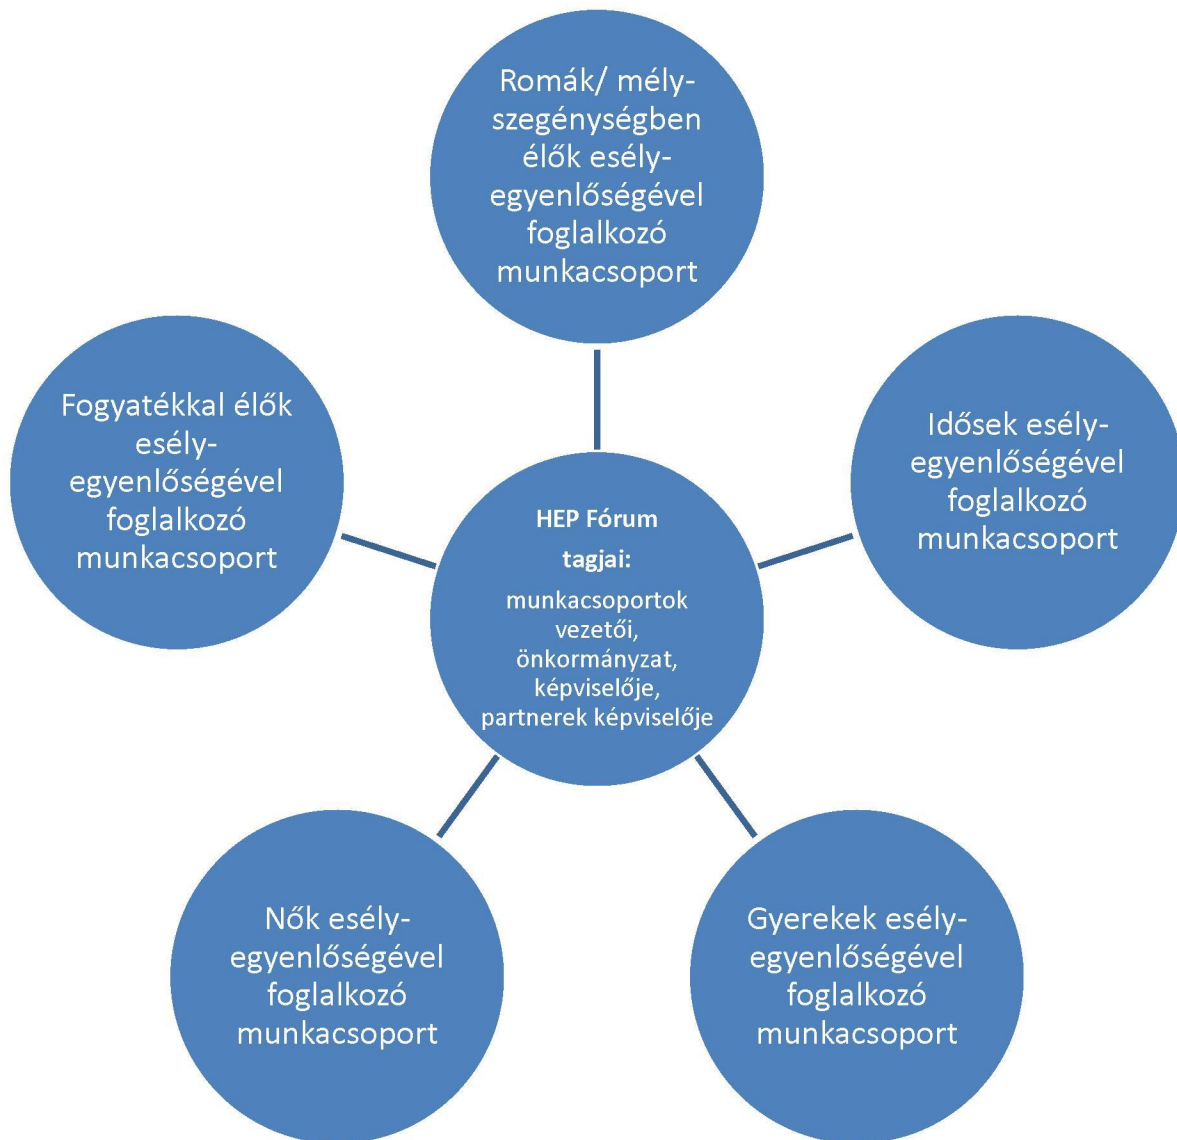 Romák/ mély-
szegénységben
élők esély-
egyenlőségével
foglalkozó
munkacsoport
Fogyatékkal élők
esély-
egyenlőségével
foglalkozó
munkacsoport
Idősek esély-
egyenlőségével
foglalkozó
munkacsoport
HEP Fórum
tagjai:
munkacsoportok
vezetői,
önkormányzat,
képviselője,
partnerek képviselője
Nők esély-
egyenlőségével
foglalkozó
munkacsoport
Gyerekek esély-
egyenlőségével
foglalkozó
munkacsoport